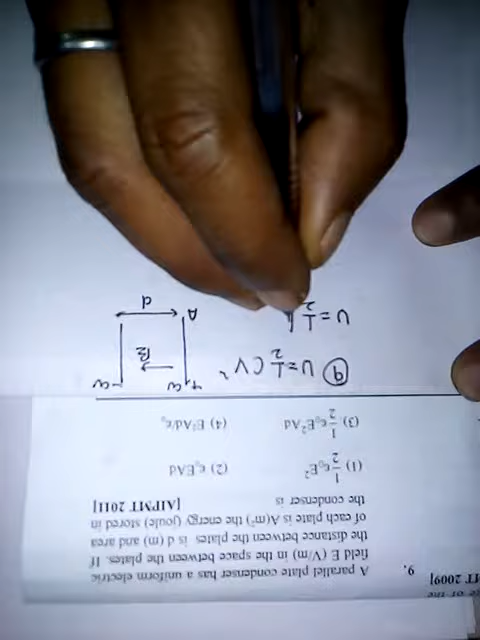 MT 2009]
9. A parallel plate condenser has a uniform electric
field E (V/m) in the space between the plates. If
the distance between the plates is d (m) and area
of each plate is A(m²) the energy (joule) stored in
the condenser is [AIPMT 2011]
(1) 1/2 ε₀E² (2) ε₀EAd
(3) 1/2 ε₀E²Ad (4) E²Ad/ε₀
9 U = 1/2 CV²
U = 1/2
A
d